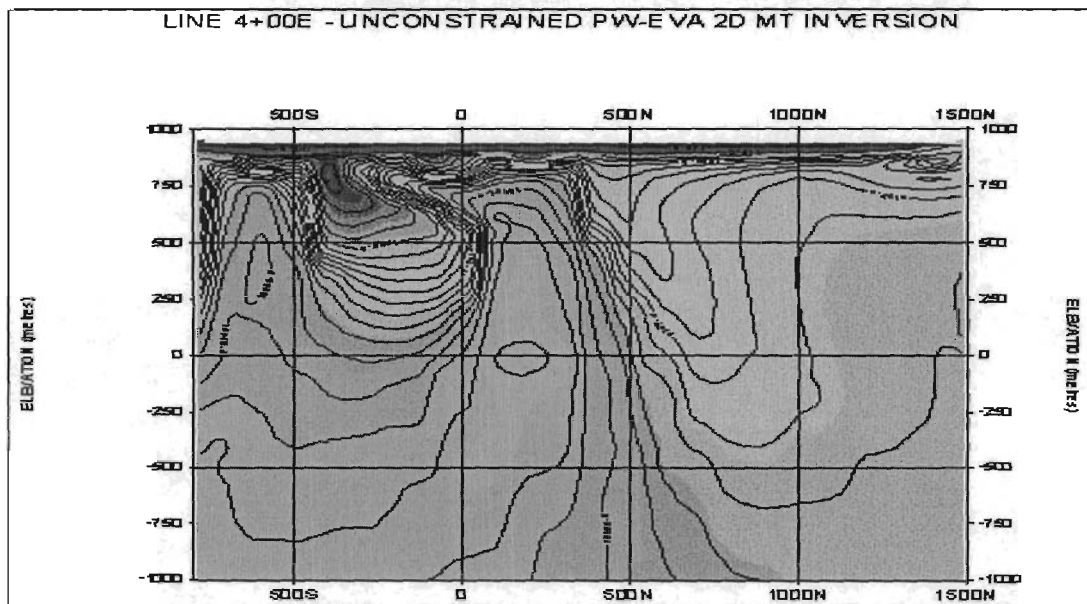 LINE 4+00E - UNCONSTRAINED PW-EVA 2D MT INVERSION
500S 0 500N 1000N 1500N
1000 1000
750 750
500 500
250 250
0 0
-250 -250
-500 -500
-750 -750
-1000 -1000
500S 0 500N 1000N 1500N
ELEVATION (metres)
ELEVATION (metres)